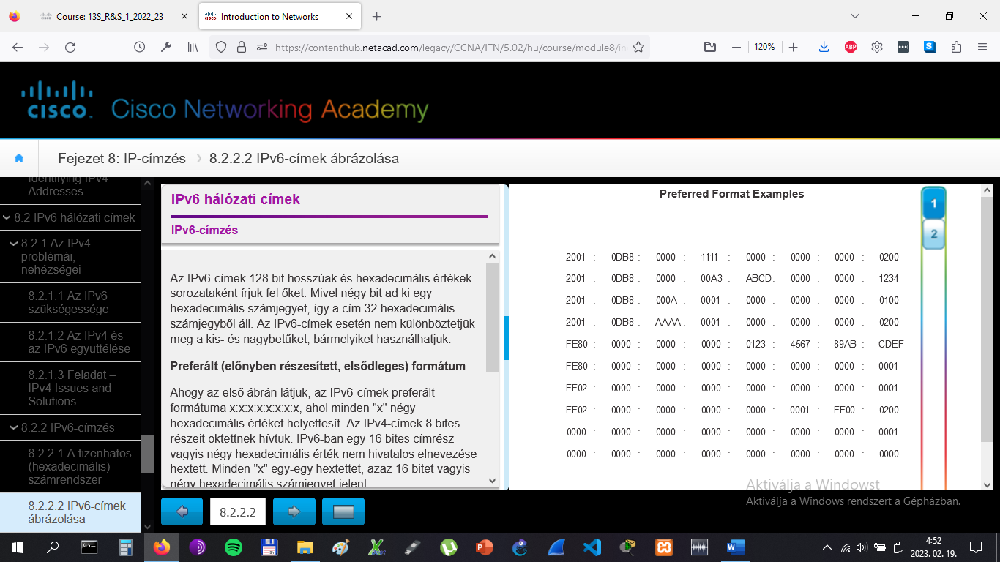 Course: 13S_R&S_1_2022_23
Introduction to Networks
https://contenthub.netacad.com/legacy/CCNA/ITN/5.02/hu/course/module8/in
120%
ABP
CISCO
Cisco Networking Academy
Fejezet 8: IP-címzés
8.2.2.2 IPv6-címek ábrázolása
Identifying IPv4
Addresses
8.2 IPv6 hálózati címek
8.2.1 Az IPv4
problémái,
nehézségei
8.2.1.1 Az IPv6
szükségessége
8.2.1.2 Az IPv4 és
az IPv6 együttélése
8.2.1.3 Feladat –
IPv4 Issues and
Solutions
8.2.2 IPv6-címzés
8.2.2.1 A tizenhatos
(hexadecimális)
számrendszer
8.2.2.2 IPv6-címek
ábrázolása
IPv6 hálózati címek
IPv6-címzés
Az IPv6-címek 128 bit hosszúak és hexadecimális értékek
sorozataként írjuk fel őket. Mivel négy bit ad ki egy
hexadecimális számjegyet, így a cím 32 hexadecimális
számjegyből áll. Az IPv6-címek esetén nem különböztetjük
meg a kis- és nagybetűket, bármelyiket használhatjuk.
Preferált (előnyben részesített, elsődleges) formátum
Ahogy az első ábrán látjuk, az IPv6-címek preferált
formátuma x:x:x:x:x:x:x:x, ahol minden "x" négy
hexadecimális értéket helyettesít. Az IPv4-címek 8 bites
részeit oktettnek hívtuk. IPv6-ban egy 16 bites címrész
vagyis négy hexadecimális érték nem hivatalos elnevezése
hextett. Minden "x" egy-egy hextettet, azaz 16 bitet vagyis
négy hexadecimális számjegyet jelent.
8.2.2.2
Preferred Format Examples
1
2
2001 : 0DB8 : 0000 : 1111 : 0000 : 0000 : 0000 : 0200
2001 : 0DB8 : 0000 : 00A3 : ABCD : 0000 : 0000 : 1234
2001 : 0DB8 : 000A : 0001 : 0000 : 0000 : 0000 : 0100
2001 : 0DB8 : AAAA : 0001 : 0000 : 0000 : 0000 : 0200
FE80 : 0000 : 0000 : 0000 : 0123 : 4567 : 89AB : CDEF
FE80 : 0000 : 0000 : 0000 : 0000 : 0000 : 0000 : 0001
FF02 : 0000 : 0000 : 0000 : 0000 : 0000 : 0000 : 0001
FF02 : 0000 : 0000 : 0000 : 0000 : 0001 : FF00 : 0200
0000 : 0000 : 0000 : 0000 : 0000 : 0000 : 0000 : 0001
0000 : 0000 : 0000 : 0000 : 0000 : 0000 : 0000 : 0000
Aktiválja a Windowst
Aktiválja a Windows rendszert a Gépházban.
4:52
2023. 02. 19.